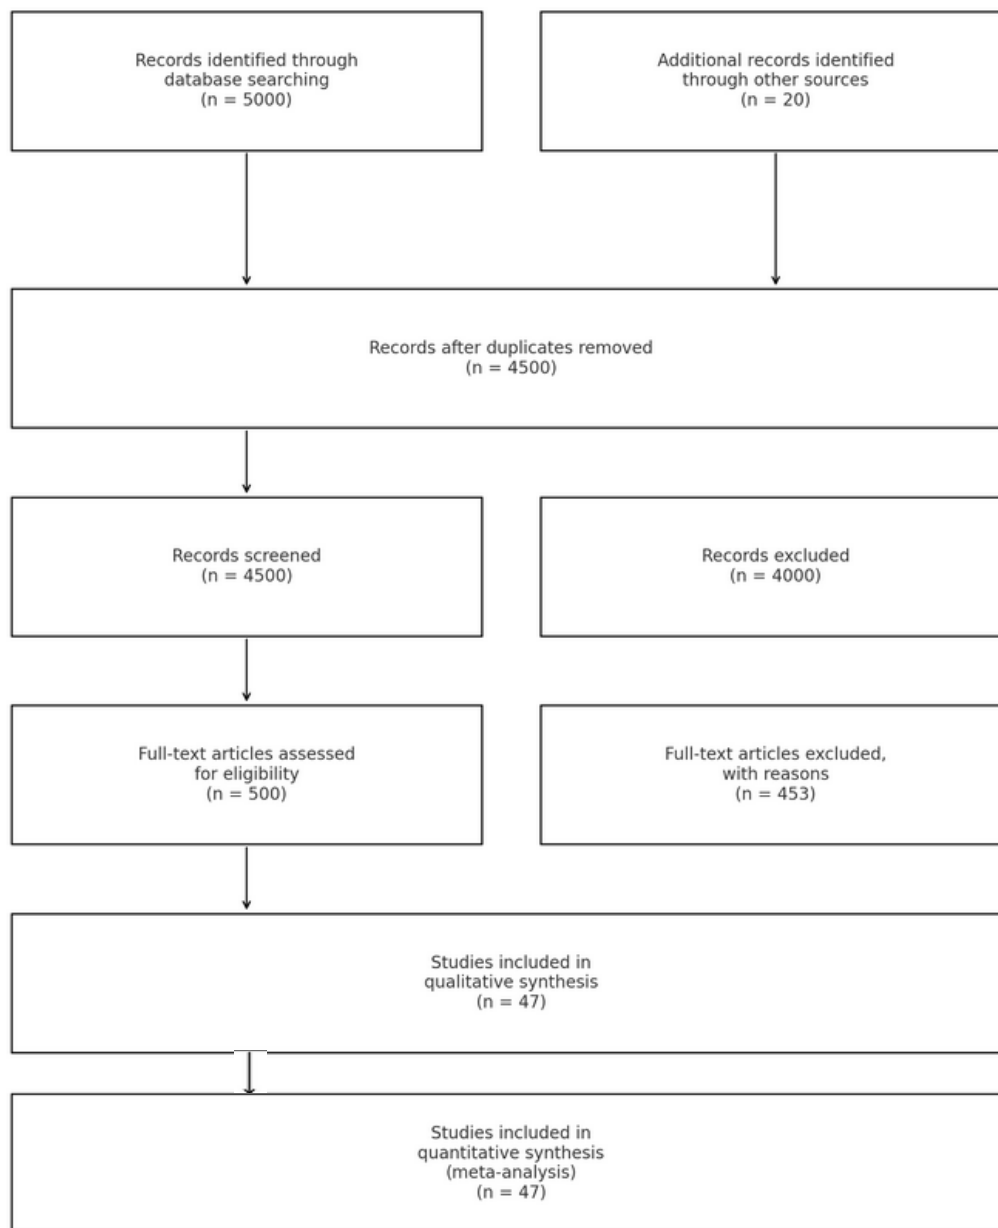 Records identified through
database searching
(n = 5000)
Additional records identified
through other sources
(n = 20)
Records after duplicates removed
(n = 4500)
Records screened
(n = 4500)
Records excluded
(n = 4000)
Full-text articles assessed
for eligibility
(n = 500)
Full-text articles excluded,
with reasons
(n = 453)
Studies included in
qualitative synthesis
(n = 47)
Studies included in
quantitative synthesis
(meta-analysis)
(n = 47)